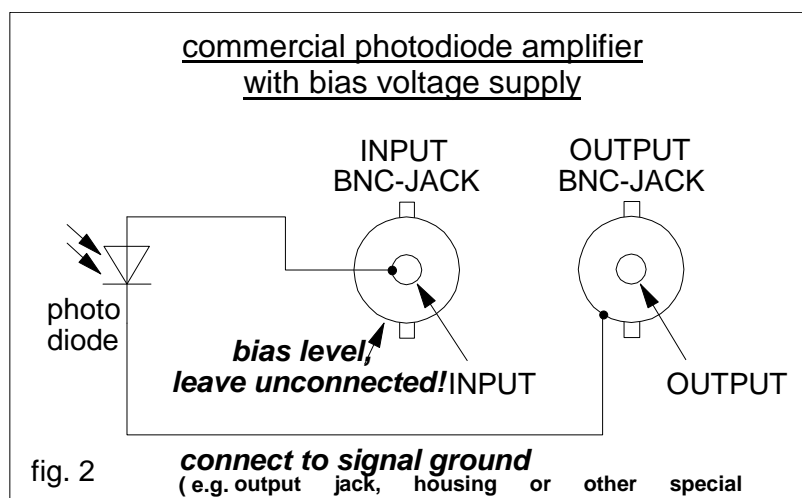 commercial photodiode amplifier
with bias voltage supply
INPUT
BNC-JACK
OUTPUT
BNC-JACK
photo
diode
bias level,
leave unconnected!
INPUT
OUTPUT
connect to signal ground
fig. 2
( e.g. output jack, housing or other special